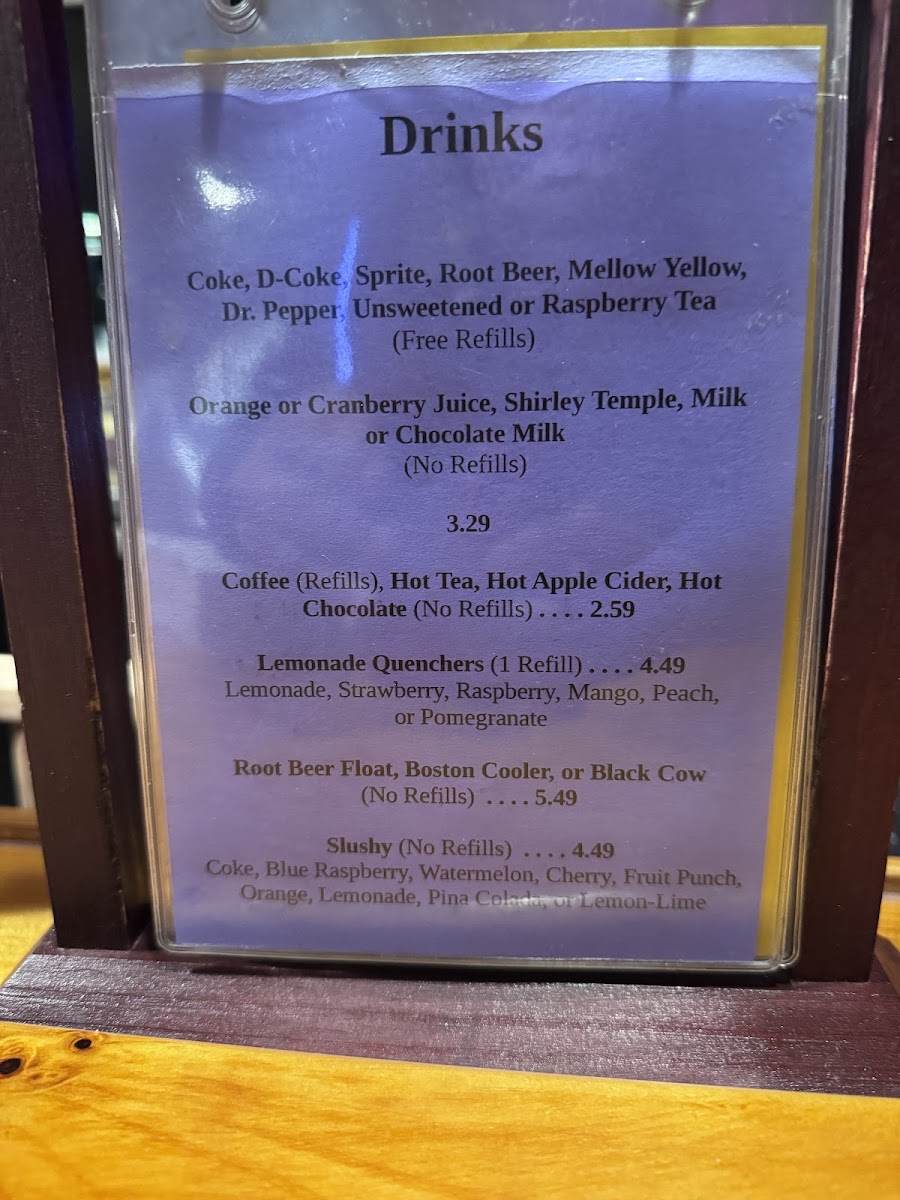 Drinks
Coke, D-Coke, Sprite, Root Beer, Mellow Yellow,
Dr. Pepper, Unsweetened or Raspberry Tea
(Free Refills)
Orange or Cranberry Juice, Shirley Temple, Milk
or Chocolate Milk
(No Refills)
3.29
Coffee (Refills), Hot Tea, Hot Apple Cider, Hot
Chocolate (No Refills) . . . . 2.59
Lemonade Quenchers (1 Refill) . . . . 4.49
Lemonade, Strawberry, Raspberry, Mango, Peach,
or Pomegranate
Root Beer Float, Boston Cooler, or Black Cow
(No Refills) . . . . 5.49
Slushy (No Refills) . . . . 4.49
Coke, Blue Raspberry, Watermelon, Cherry, Fruit Punch,
Orange, Lemonade, Pina Colada, or Lemon-Lime